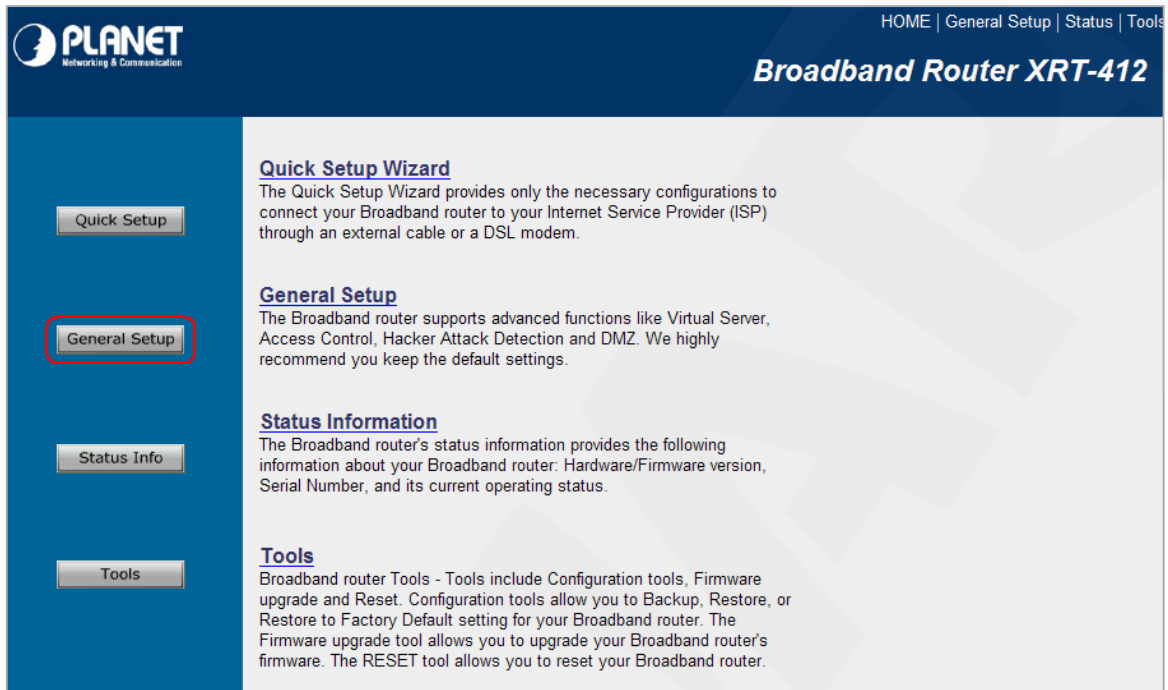 PLANET
Networking & Communication
HOME | General Setup | Status | Tools
Broadband Router XRT-412
Quick Setup
Quick Setup Wizard
The Quick Setup Wizard provides only the necessary configurations to
connect your Broadband router to your Internet Service Provider (ISP)
through an external cable or a DSL modem.
General Setup
General Setup
The Broadband router supports advanced functions like Virtual Server,
Access Control, Hacker Attack Detection and DMZ. We highly
recommend you keep the default settings.
Status Info
Status Information
The Broadband router's status information provides the following
information about your Broadband router: Hardware/Firmware version,
Serial Number, and its current operating status.
Tools
Tools
Broadband router Tools - Tools include Configuration tools, Firmware
upgrade and Reset. Configuration tools allow you to Backup, Restore, or
Restore to Factory Default setting for your Broadband router. The
Firmware upgrade tool allows you to upgrade your Broadband router's
firmware. The RESET tool allows you to reset your Broadband router.